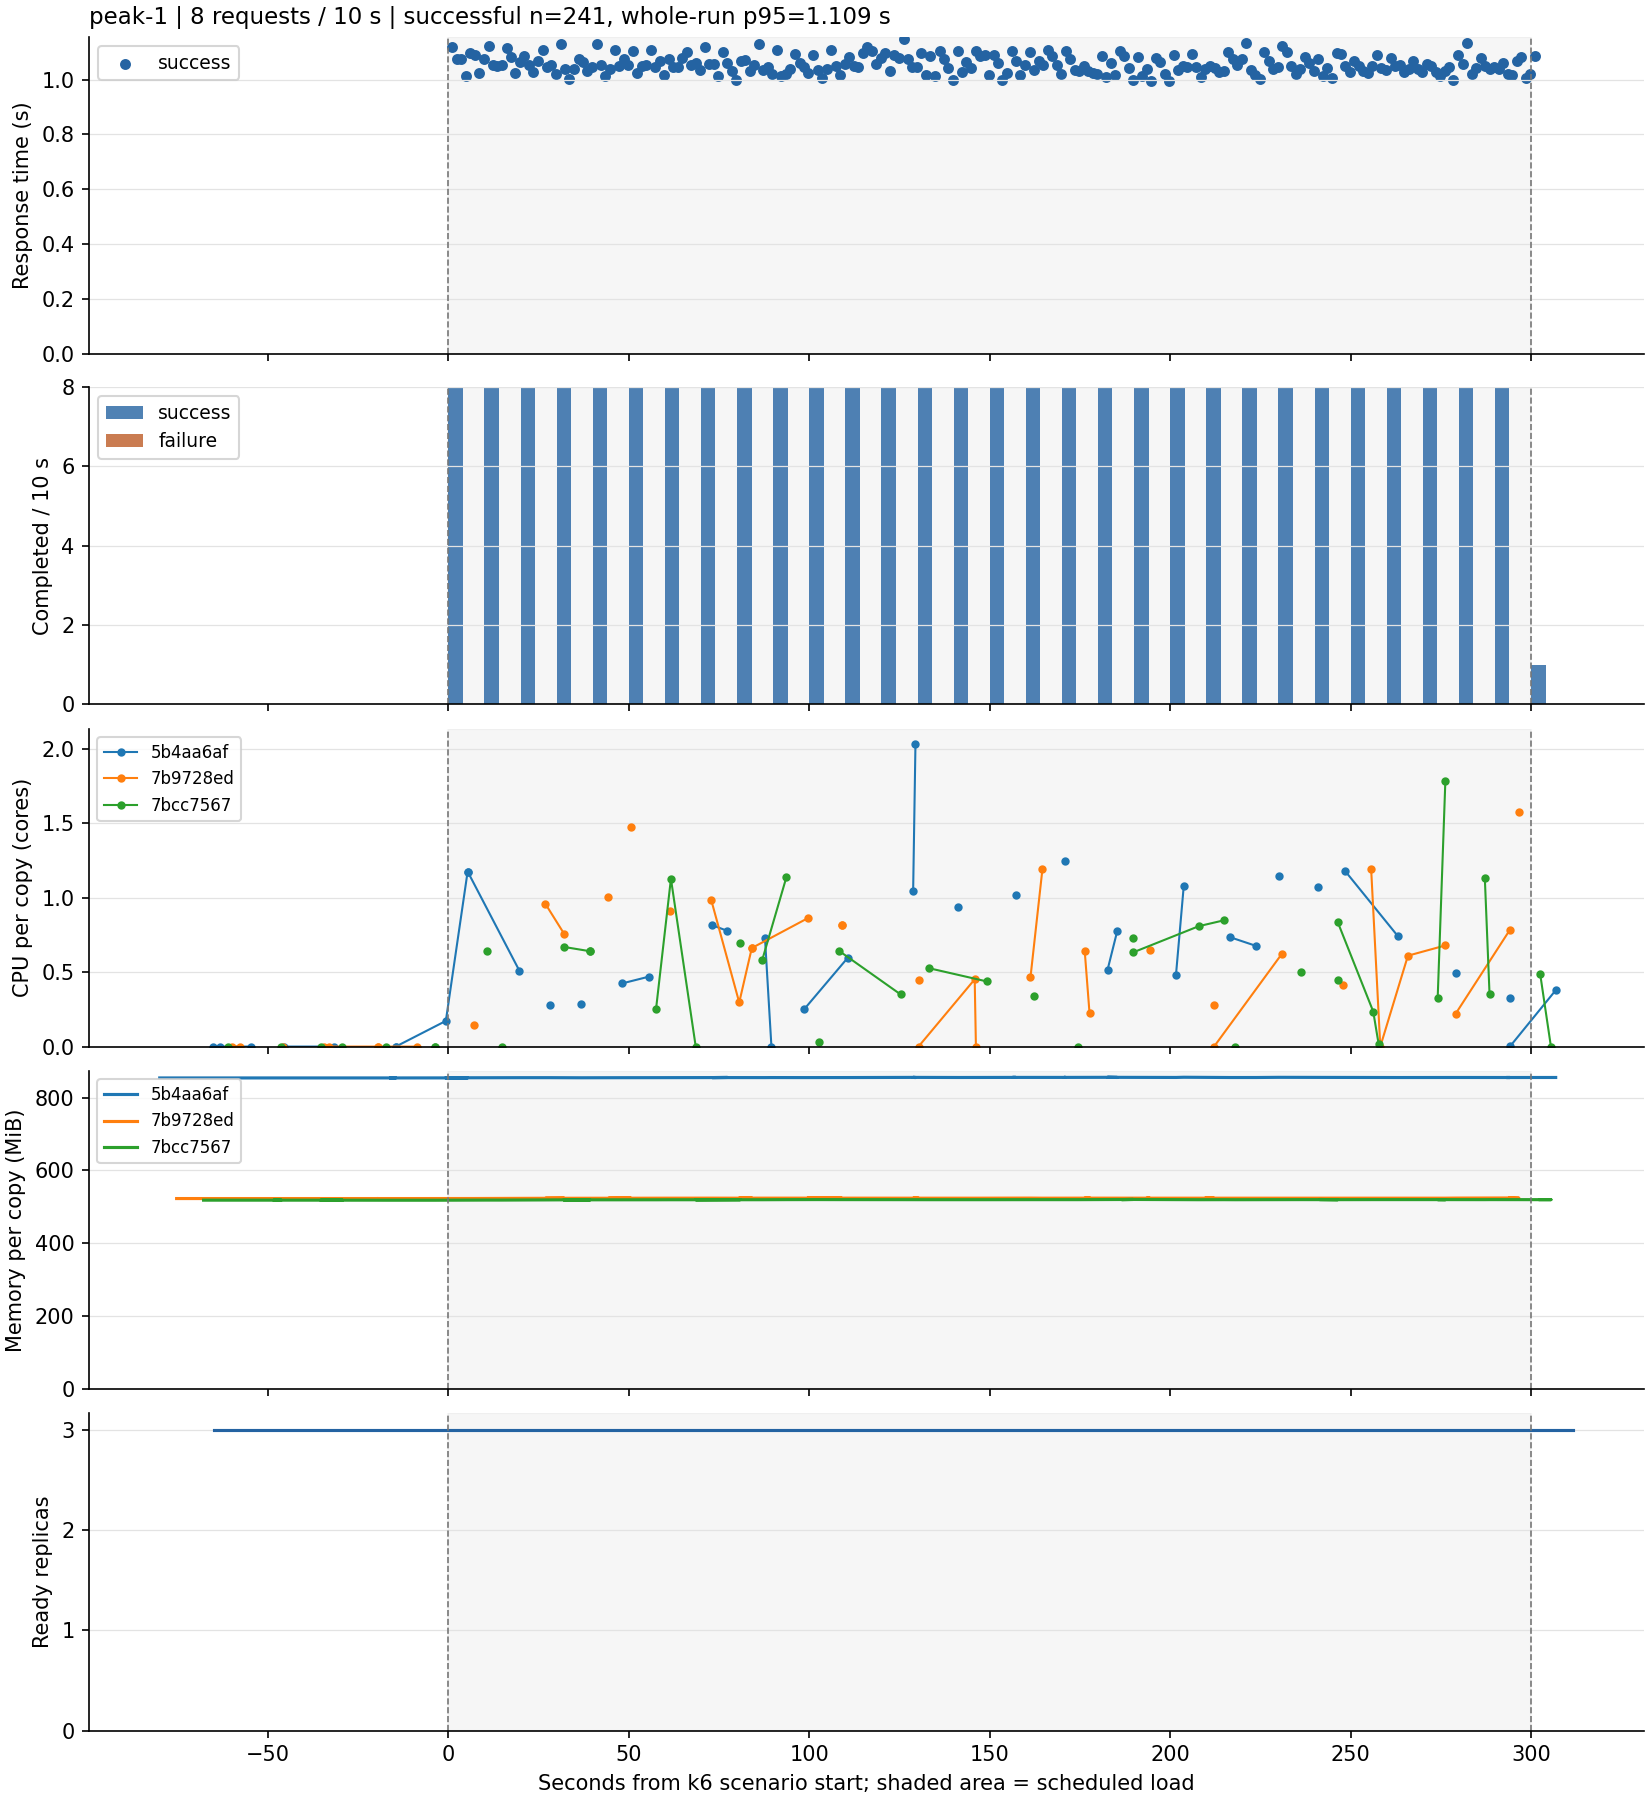 peak-1 | 8 requests / 10 s | successful n=241, whole-run p95=1.109 s
success
Response time (s)
1.0
0.8
0.6
0.4
0.2
0.0
success
failure
Completed / 10 s
8
6
4
2
0
5b4aa6af
7b9728ed
7bcc7567
CPU per copy (cores)
2.0
1.5
1.0
0.5
0.0
5b4aa6af
7b9728ed
7bcc7567
Memory per copy (MiB)
800
600
400
200
0
Ready replicas
3
2
1
0
−50 0 50 100 150 200 250 300
Seconds from k6 scenario start; shaded area = scheduled load